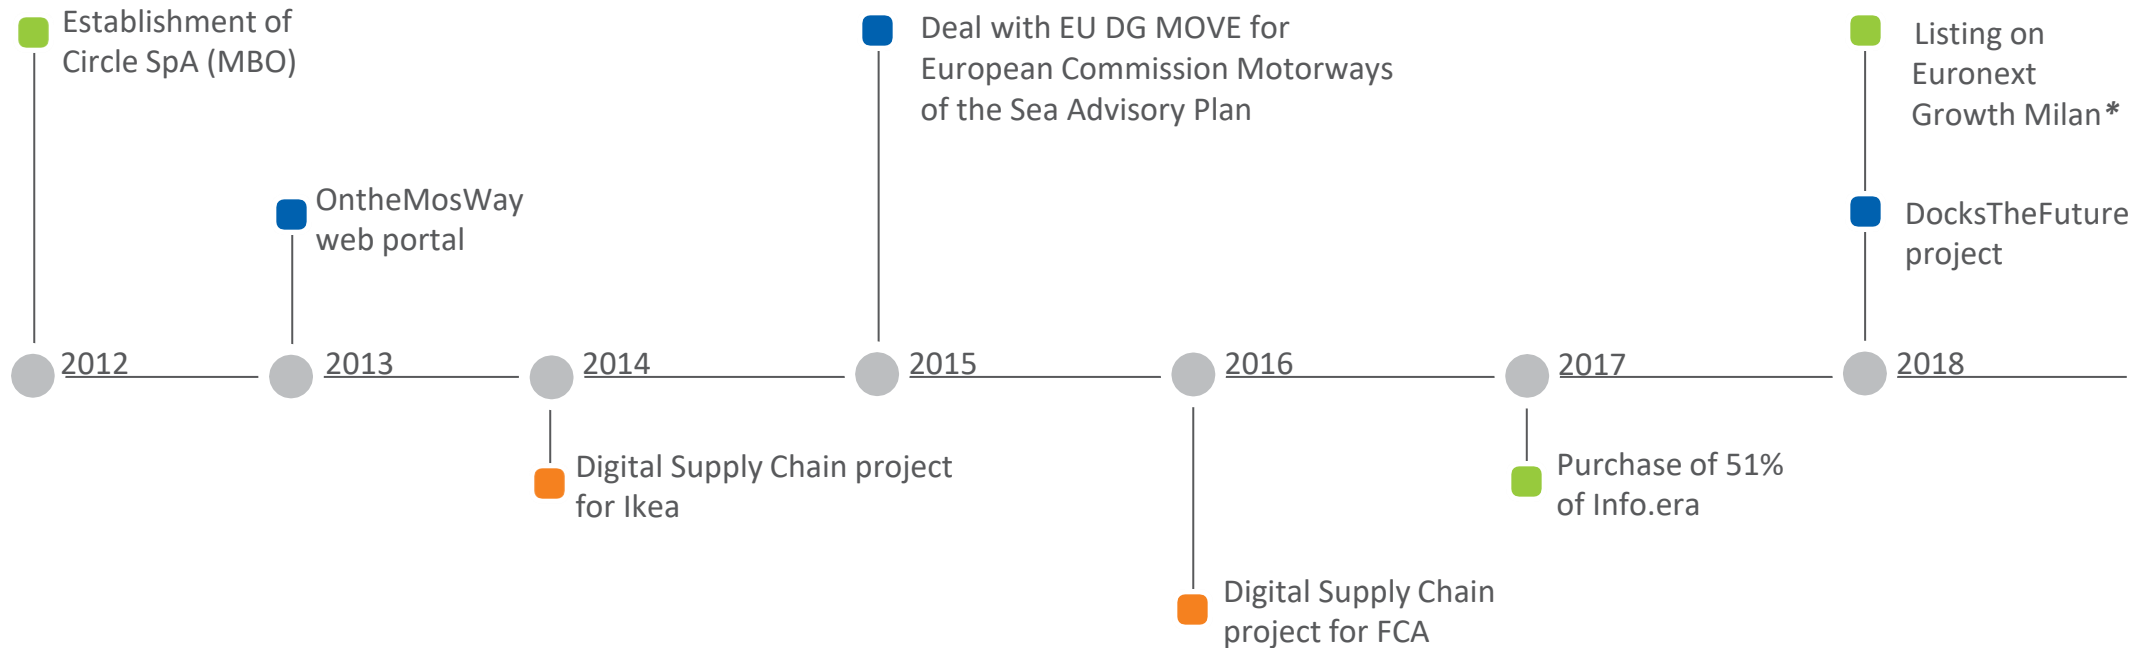 Establishment of
Circle SpA (MBO)
OntheMosWay
web portal
Deal with EU DG MOVE for
European Commission Motorways
of the Sea Advisory Plan
Listing on
Euronext
Growth Milan*
DocksTheFuture
project
2012
2013
2014
2015
2016
2017
2018
Digital Supply Chain project
for Ikea
Digital Supply Chain
project for FCA
Purchase of 51%
of Info.era